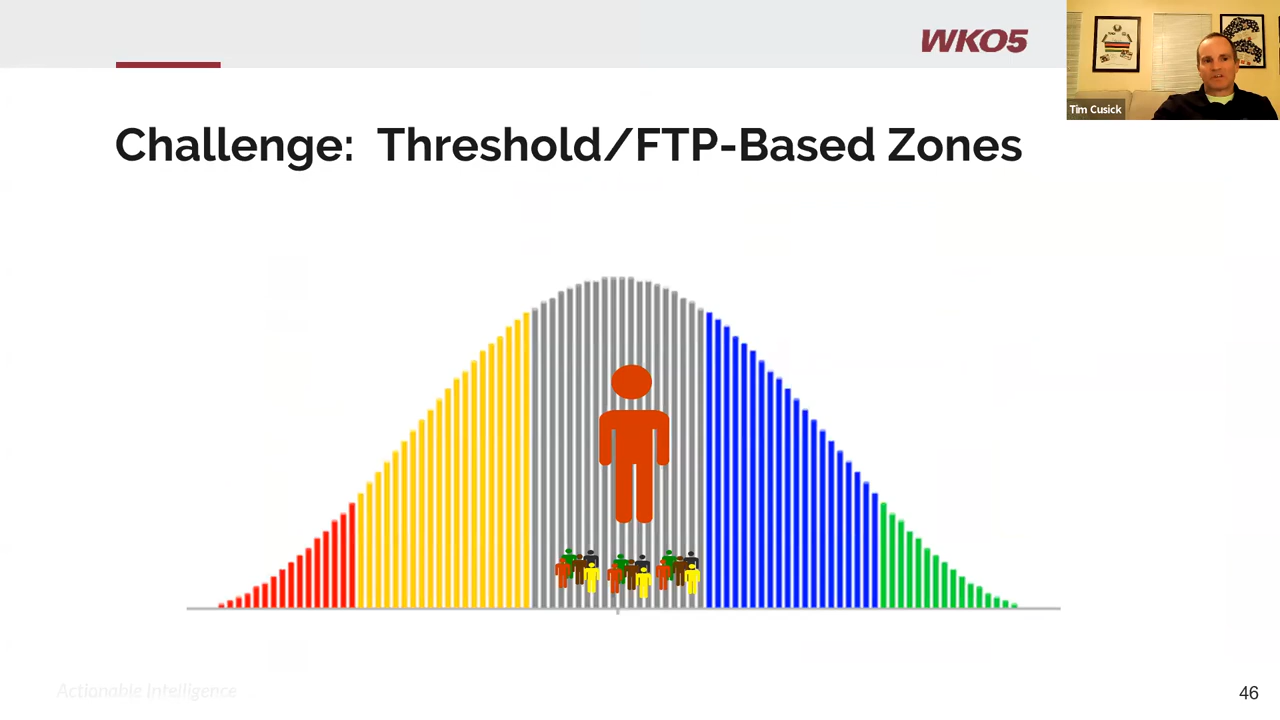 WKO5
Tim Cusick
Challenge: Threshold/FTP-Based Zones
Actionable Intelligence
46